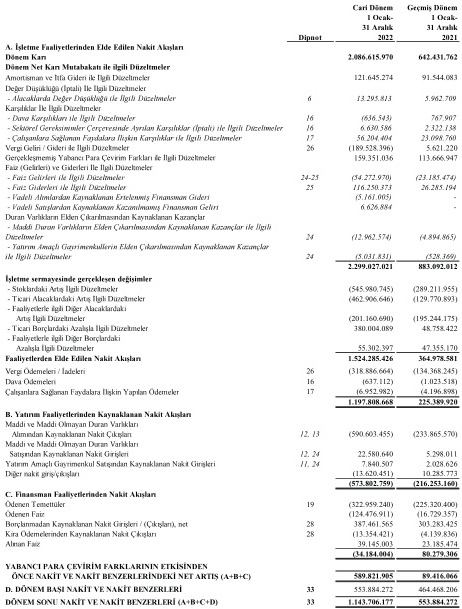 Cari Dönem Geçmiş Dönem
1 Ocak- 1 Ocak-
31 Aralık 31 Aralık
Dipnot 2022 2021
A. İşletme Faaliyetlerinden Elde Edilen Nakit Akışları
Dönem Karı 2.086.615.970 642.431.762
Dönem Net Karı Mutabakatı ile ilgili Düzeltmeler
Amortisman ve İtfa Gideri ile İlgili Düzeltmeler 121.645.274 91.544.083
Değer Düşüklüğü (İptali) İle İlgili Düzeltmeler
- Alacaklarda Değer Düşüklüğü ile İlgili Düzeltmeler 6 13.295.813 5.962.709
Karşılıklar İle İlgili Düzeltmeler
- Dava Karşılıkları ile İlgili Düzeltmeler 16 (636.543) 767.907
- Sektörel Gereksinimler Çerçevesinde Ayrılan Karşılıklar (İptali) ile İlgili Düzeltmeler 16 6.630.586 2.322.138
- Çalışanlara Sağlanan Faydalara İlişkin Karşılıklar ile İlgili Düzeltmeler 17 56.204.404 23.098.760
Vergi Geliri / Gideri ile İlgili Düzeltmeler 26 (189.528.396) 5.621.220
Gerçekleşmemiş Yabancı Para Çevirim Farkları ile İlgili Düzeltmeler 159.351.036 113.666.947
Faiz (Gelirleri) ve Giderleri İle İlgili Düzeltmeler
- Faiz Gelirleri ile İlgili Düzeltmeler 24-25 (54.272.970) (23.185.474)
- Faiz Giderleri ile İlgili Düzeltmeler 25 116.250.373 26.285.194
- Vadeli Alımlardan Kaynaklanan Ertelenmiş Finansman Gideri (5.161.005) -
- Vadeli Satışlardan Kaynaklanan Kazanılmamış Finansman Geliri 6.626.884 -
Duran Varlıkların Elden Çıkarılmasından Kaynaklanan Kazançlar
- Maddi Duran Varlıkların Elden Çıkarılmasından Kaynaklanan Kazançlar ile İlgili
Düzeltmeler 24 (12.962.574) (4.894.865)
- Yatırım Amaçlı Gayrimenkullerin Elden Çıkarılmasından Kaynaklanan Kazançlar
ile İlgili Düzeltmeler 24 (5.031.831) (528.369)
2.299.027.021 883.092.012
İşletme sermayesinde gerçekleşen değişimler
- Stoklardaki Artış İlgili Düzeltmeler (545.980.745) (289.211.955)
- Ticari Alacaklardaki Artış İlgili Düzeltmeler (462.906.646) (129.770.893)
- Faaliyetlerle ilgili Diğer Alacaklardaki
Artış İlgili Düzeltmeler (201.160.690) (195.244.175)
- Ticari Borçlardaki Azalışla İlgili Düzeltmeler 380.004.089 48.758.422
- Faaliyetlerle ilgili Diğer Borçlardaki
Azalışla İlgili Düzeltmeler 55.302.397 47.355.170
Faaliyetlerden Elde Edilen Nakit Akışları 1.524.285.426 364.978.581
Vergi Ödemeleri / İadeleri 26 (318.886.664) (134.368.245)
Dava Ödemeleri 16 (637.112) (1.023.518)
Çalışanlara Sağlanan Faydalara İlişkin Yapılan Ödemeler 17 (6.952.982) (4.196.898)
1.197.808.668 225.389.920
B. Yatırım Faaliyetlerinden Kaynaklanan Nakit Akışları
Maddi ve Maddi Olmayan Duran Varlıkları
Alımından Kaynaklanan Nakit Çıkışları 12, 13 (590.603.455) (233.865.570)
Maddi ve Maddi Olmayan Duran Varlıkları
Satışından Kaynaklanan Nakit Girişleri 12, 24 22.580.640 5.298.011
Yatırım Amaçlı Gayrimenkul Satışından Kaynaklanan Nakit Girişleri 11, 24 7.840.507 2.028.626
Diğer nakit giriş/çıkışları (13.620.451) 10.285.773
(573.802.759) (216.253.160)
C. Finansman Faaliyetlerinden Nakit Akışları
Ödenen Temettüler 19 (322.959.240) (225.320.400)
Ödenen Faiz (124.476.911) (16.729.357)
Borçlanmadan Kaynaklanan Nakit Girişleri / (Çıkışları), net 28 387.461.565 303.283.425
Kira Ödemelerinden Kaynaklanan Nakit Çıkışları 28 (13.354.421) (4.139.836)
Alınan Faiz 39.145.003 23.185.474
(34.184.004) 80.279.306
YABANCI PARA ÇEVİRİM FARKLARININ ETKİSİNDEN
ÖNCE NAKİT VE NAKİT BENZERLERİNDEKİ NET ARTIŞ (A+B+C) 589.821.905 89.416.066
D. DÖNEM BAŞI NAKİT VE NAKİT BENZERLERİ 33 553.884.272 464.468.206
DÖNEM SONU NAKİT VE NAKİT BENZERLERİ (A+B+C+D) 33 1.143.706.177 553.884.272